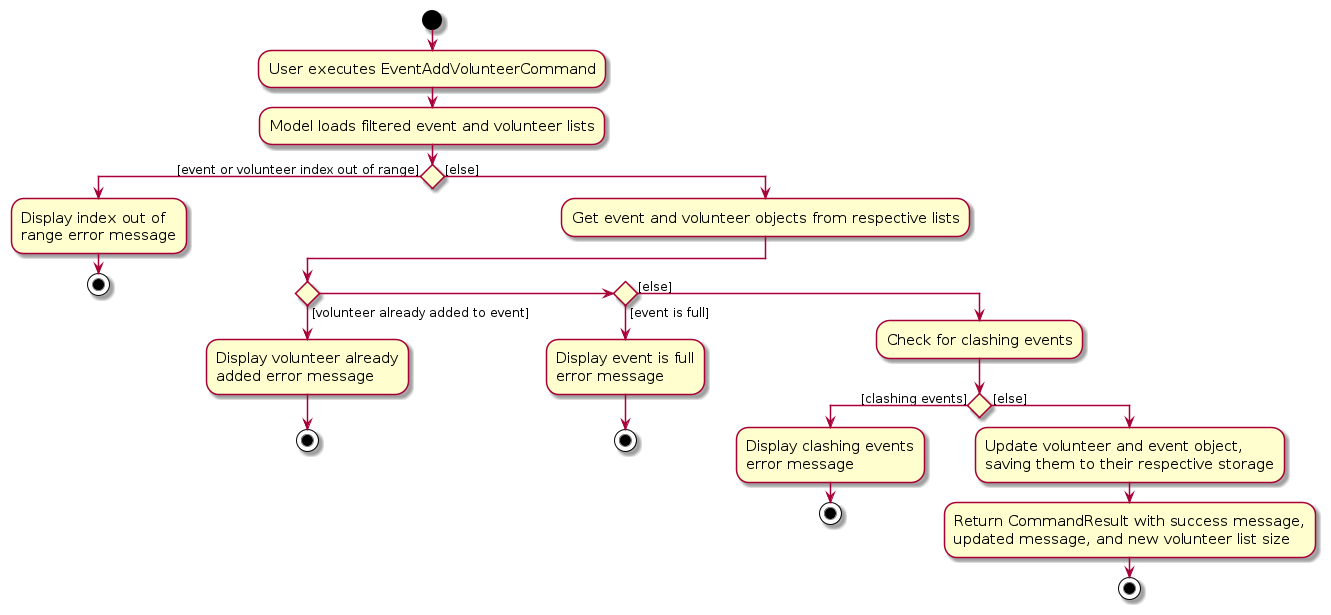 User executes EventAddVolunteerCommand
Model loads filtered event and volunteer lists
[event or volunteer index out of range]
[else]
Display index out of
range error message
Get event and volunteer objects from respective lists
[volunteer already added to event]
Display volunteer already
added error message
[else]
[event is full]
Display event is full
error message
Check for clashing events
[clashing events]
[else]
Display clashing events
error message
Update volunteer and event object,
saving them to their respective storage
Return CommandResult with success message,
updated message, and new volunteer list size